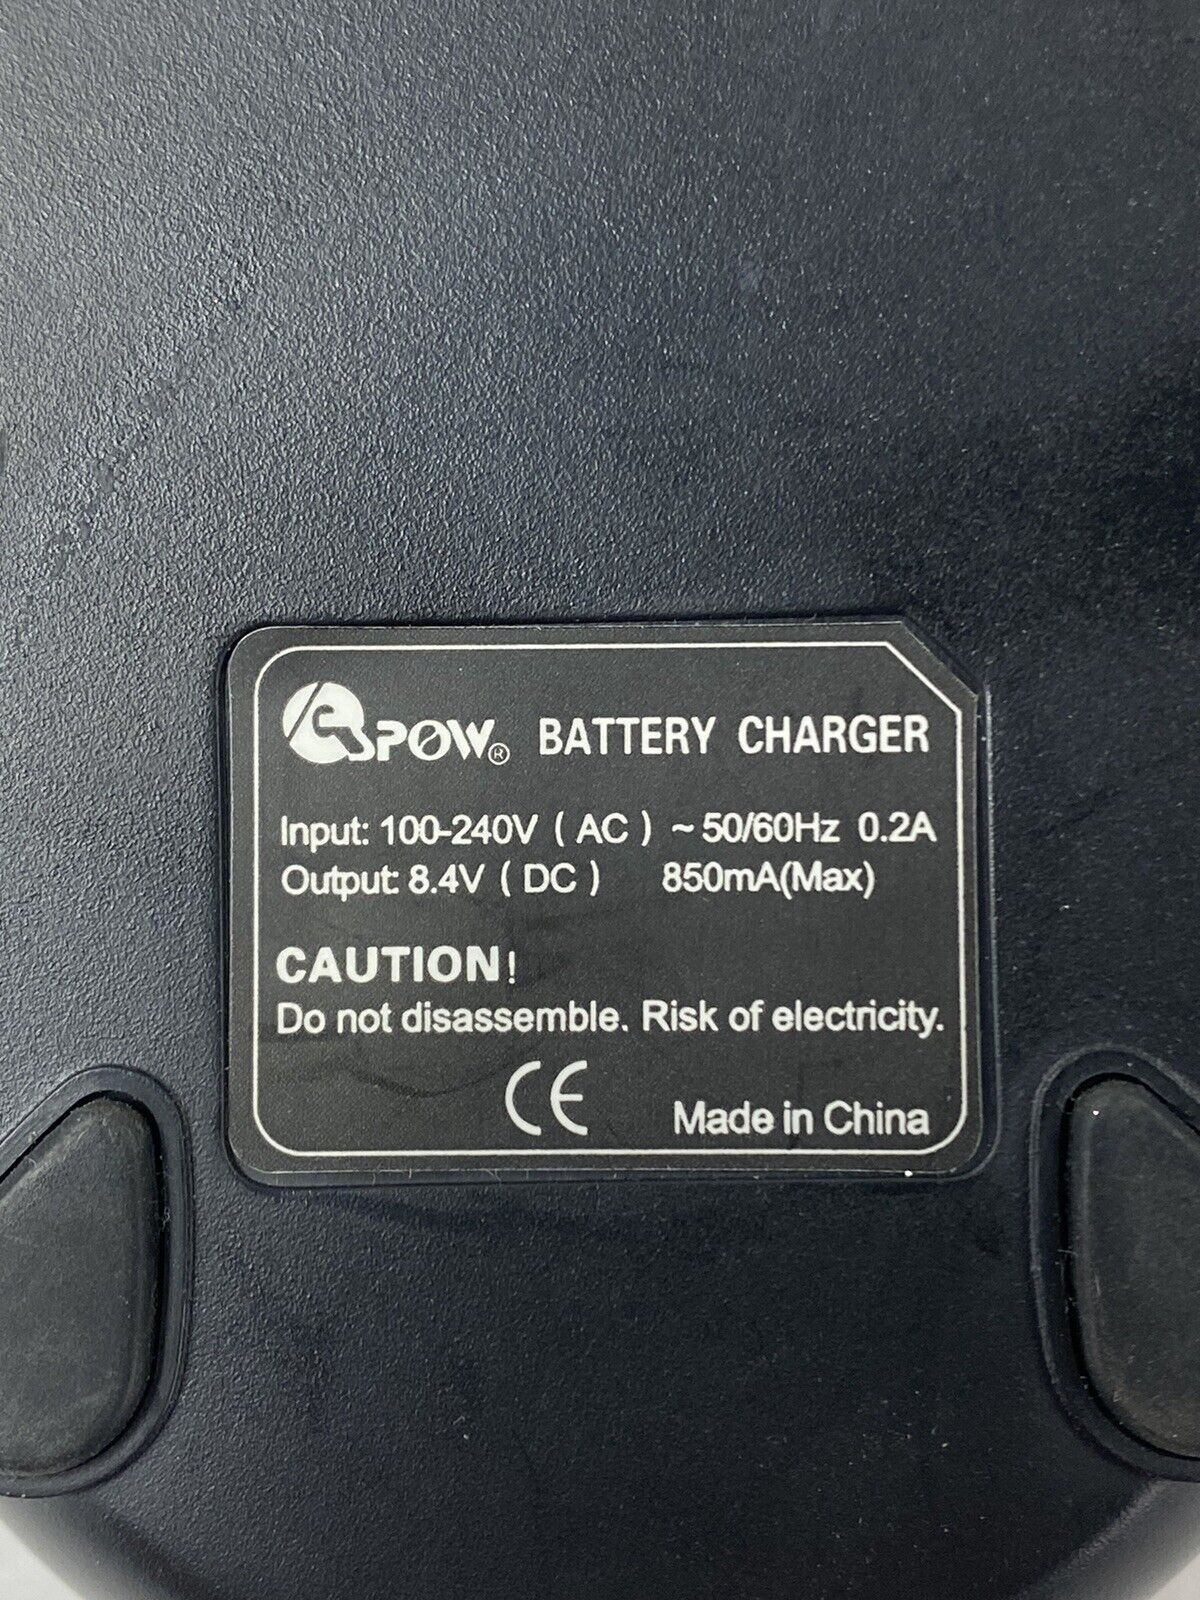 QSPOW® BATTERY CHARGER
Input: 100-240V ( AC ) ~ 50/60Hz 0.2A
Output: 8.4V ( DC ) 850mA(Max)
CAUTION!
Do not disassemble. Risk of electricity.
CE Made in China